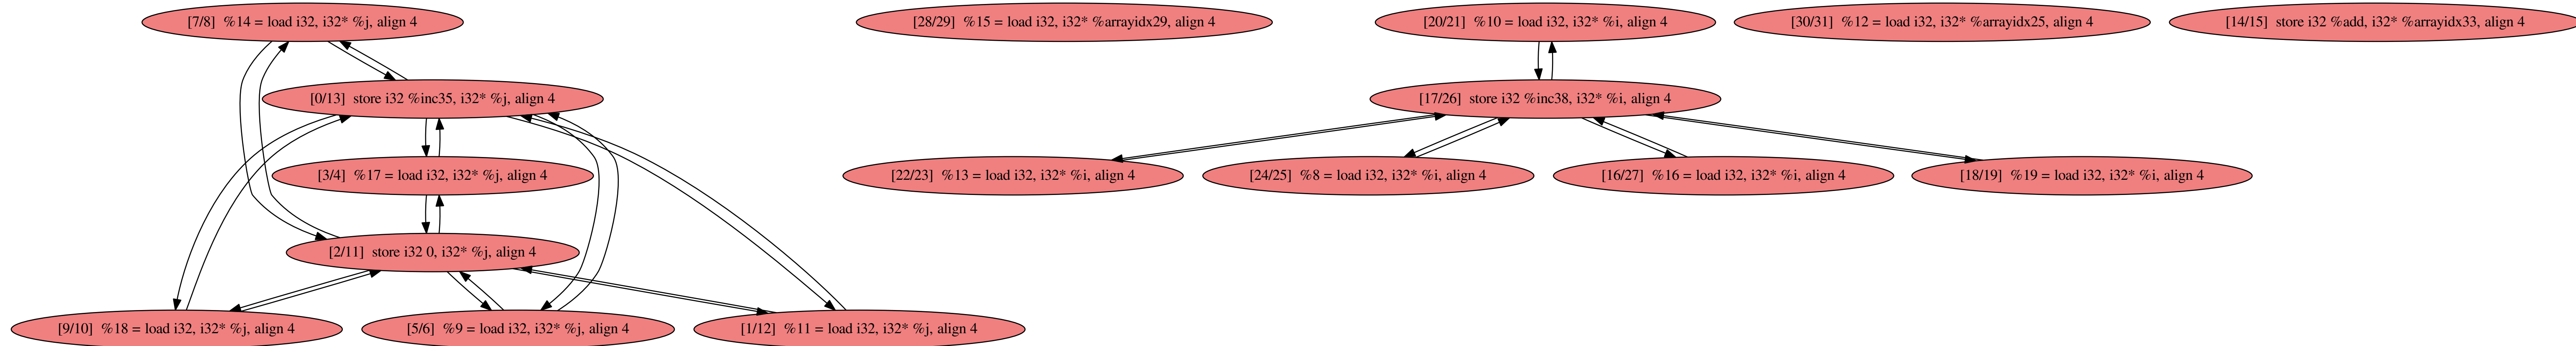 [7/8]  %14 = load i32, i32* %j, align 4
[28/29]  %15 = load i32, i32* %arrayidx29, align 4
[20/21]  %10 = load i32, i32* %i, align 4
[30/31]  %12 = load i32, i32* %arrayidx25, align 4
[14/15]  store i32 %add, i32* %arrayidx33, align 4
[0/13]  store i32 %inc35, i32* %j, align 4
[17/26]  store i32 %inc38, i32* %i, align 4
[3/4]  %17 = load i32, i32* %j, align 4
[22/23]  %13 = load i32, i32* %i, align 4
[24/25]  %8 = load i32, i32* %i, align 4
[16/27]  %16 = load i32, i32* %i, align 4
[18/19]  %19 = load i32, i32* %i, align 4
[2/11]  store i32 0, i32* %j, align 4
[9/10]  %18 = load i32, i32* %j, align 4
[5/6]  %9 = load i32, i32* %j, align 4
[1/12]  %11 = load i32, i32* %j, align 4